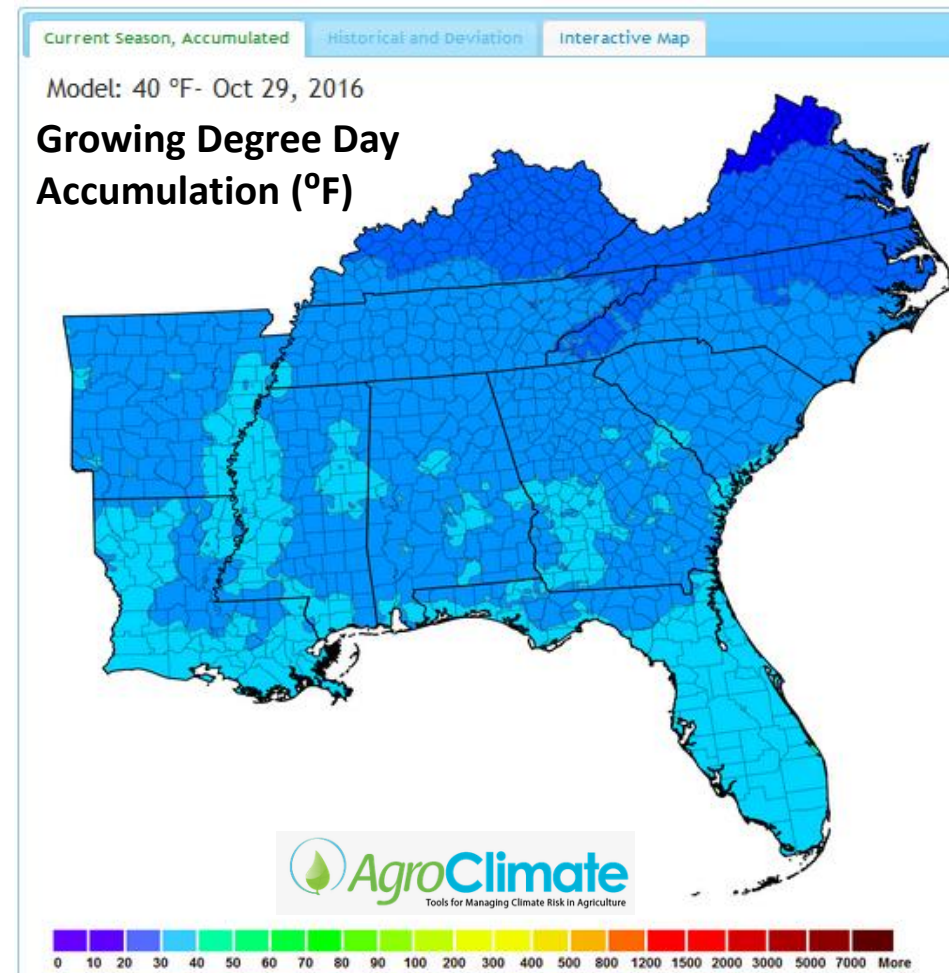 Current Season, Accumulated Historical and Deviation Interactive Map
Model: 40 ºF- Oct 29, 2016
Growing Degree Day
Accumulation (⁰F)
AgroClimate
Tools for Managing Climate Risk in Agriculture
0 10 20 30 40 50 60 70 80 90 100 200 300 400 500 800 1200 1500 2000 3000 5000 7000 More